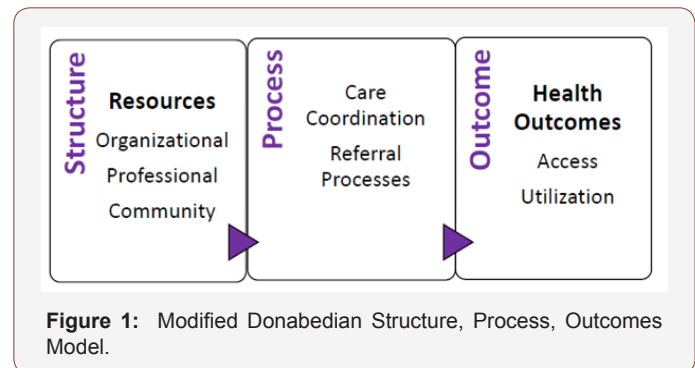 Structure
Resources
Organizational
Professional
Community
Process
Care
Coordination
Referral
Processes
Outcome
Health
Outcomes
Access
Utilization
Figure 1: Modified Donabedian Structure, Process, Outcomes
Model.